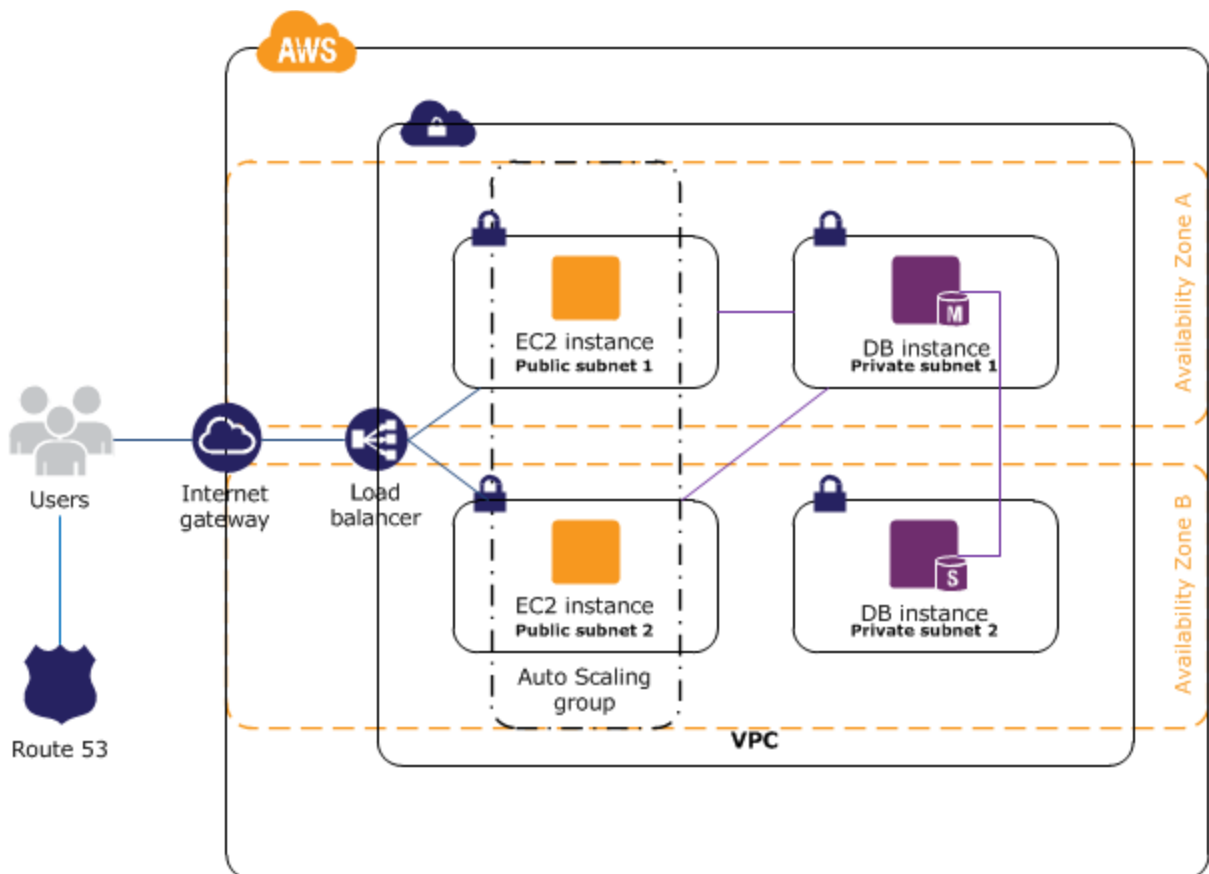 AWS
Availability Zone A
EC2 instance
Public subnet 1
M
DB instance
Private subnet 1
Users
Internet
gateway
Load
balancer
EC2 instance
Public subnet 2
S
DB instance
Private subnet 2
Availability Zone B
Auto Scaling
group
Route 53
VPC